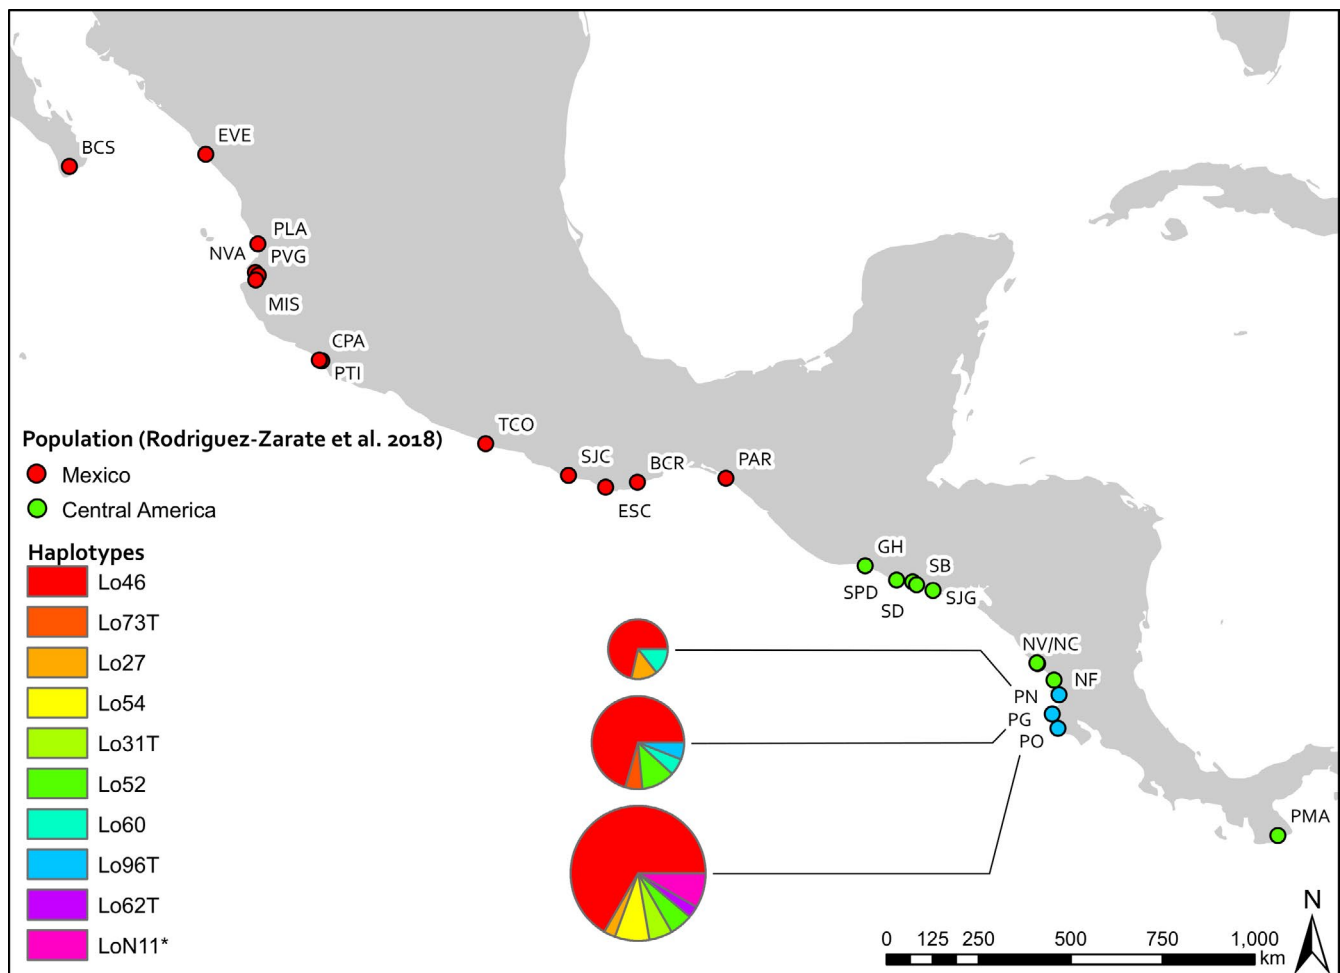 BCS
EVE
PLA
NVA
PVG
MIS
CPA
PTI
TCO
SJC
BCR
PAR
ESC
Population (Rodriguez-Zarate et al. 2018)
Mexico
Central America
GH
SB
SPD
SJG
SD
NV/NC
NF
PN
PG
PO
PMA
Haplotypes
Lo46
Lo73T
Lo27
Lo54
Lo31T
Lo52
Lo60
Lo96T
Lo62T
LoN11*
N
0 125 250 500 750 1,000
km